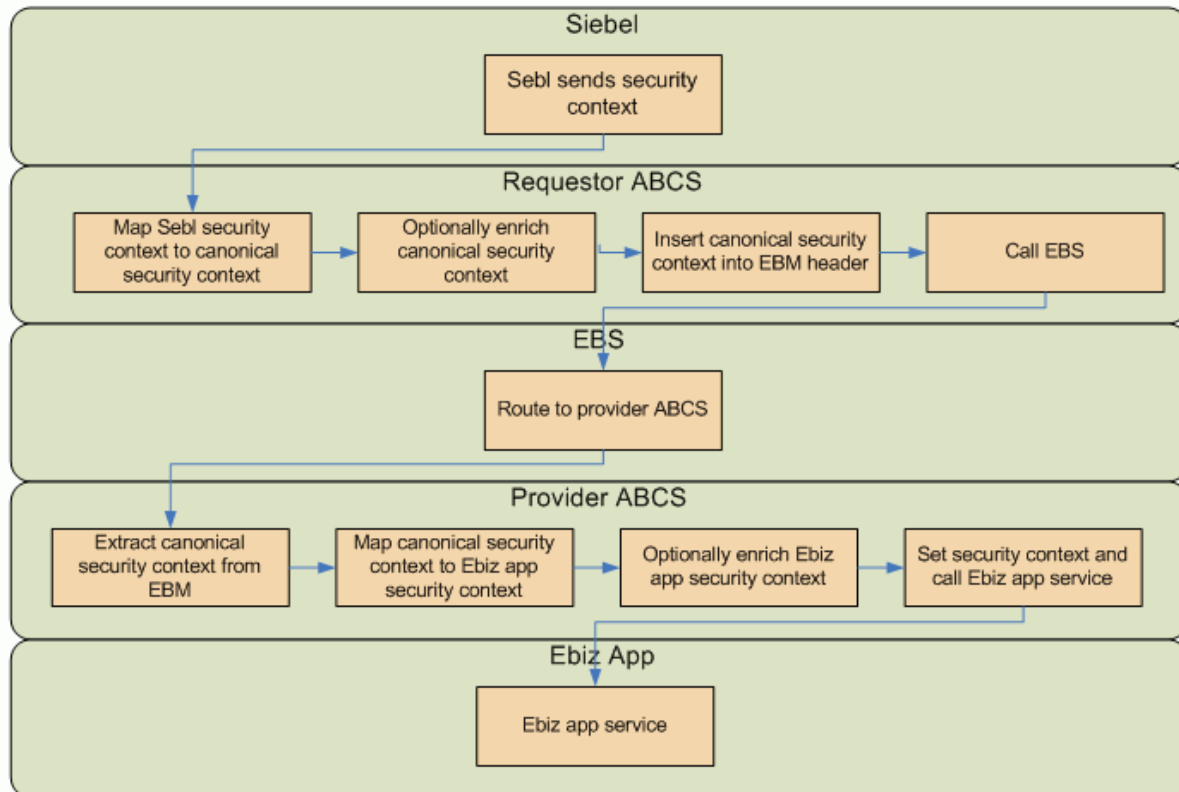 Siebel
Sebl sends security
context
Requestor ABCS
Map Sebl security
context to canonical
security context
Optionally enrich
canonical security
context
Insert canonical security
context into EBM header
Call EBS
EBS
Route to provider ABCS
Provider ABCS
Extract canonical
security context from
EBM
Map canonical security
context to Ebiz app
security context
Optionally enrich Ebiz
app security context
Set security context and
call Ebiz app service
Ebiz App
Ebiz app service